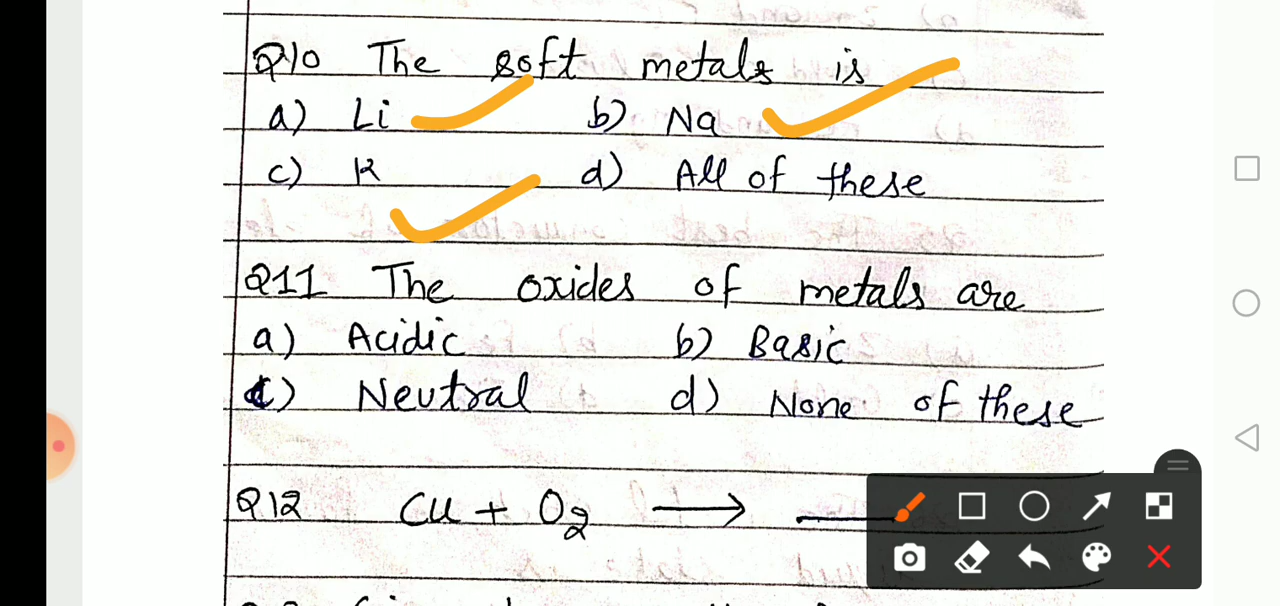 Q10 The soft metals is
a) Li b) Na
c) K d) All of these
Q11 The oxides of metals are
a) Acidic b) Basic
c) Neutral d) None of these
Q12 Cu + O2 →